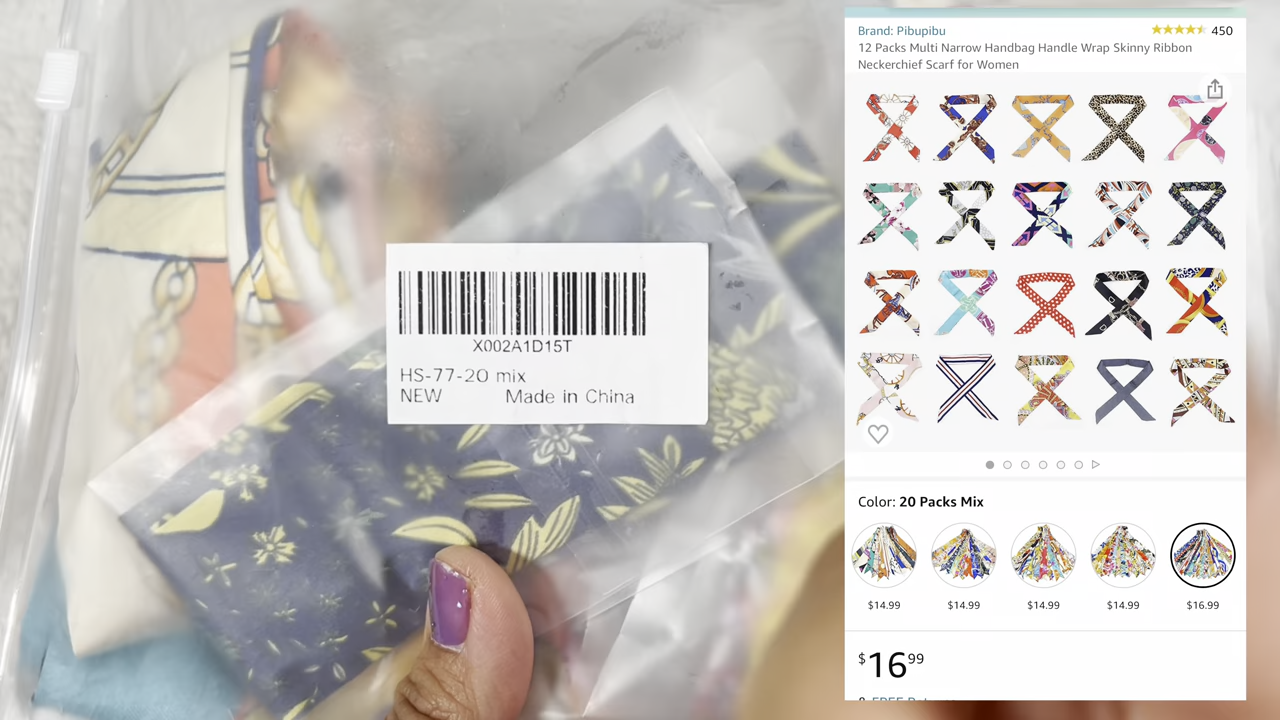 X002A1D15T
HS-77-20 mix
NEW Made in China
Brand: Pibupibu 450
12 Packs Multi Narrow Handbag Handle Wrap Skinny Ribbon
Neckerchief Scarf for Women
Color: 20 Packs Mix
$14.99 $14.99 $14.99 $14.99 $16.99
$16 99